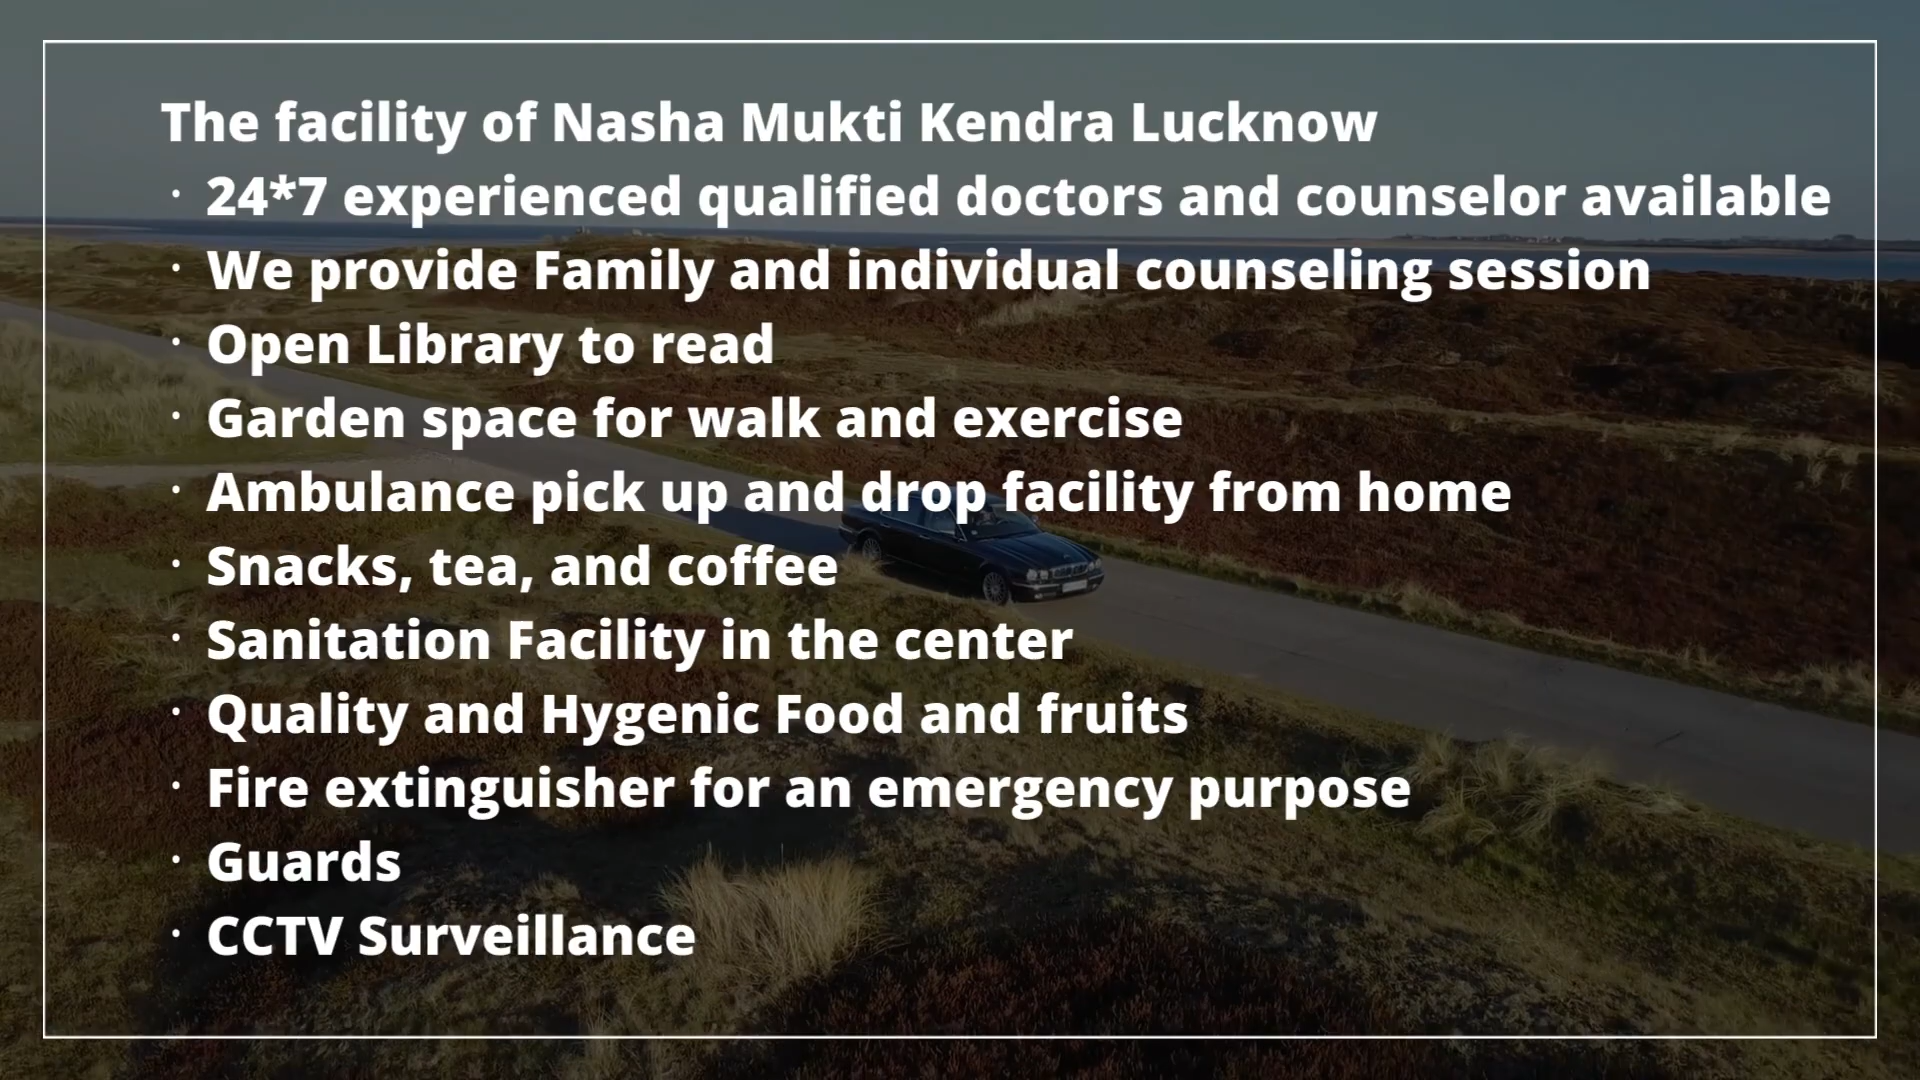 The facility of Nasha Mukti Kendra Lucknow
· 24*7 experienced qualified doctors and counselor available
· We provide Family and individual counseling session
· Open Library to read
· Garden space for walk and exercise
· Ambulance pick up and drop facility from home
· Snacks, tea, and coffee
· Sanitation Facility in the center
· Quality and Hygenic Food and fruits
· Fire extinguisher for an emergency purpose
· Guards
· CCTV Surveillance